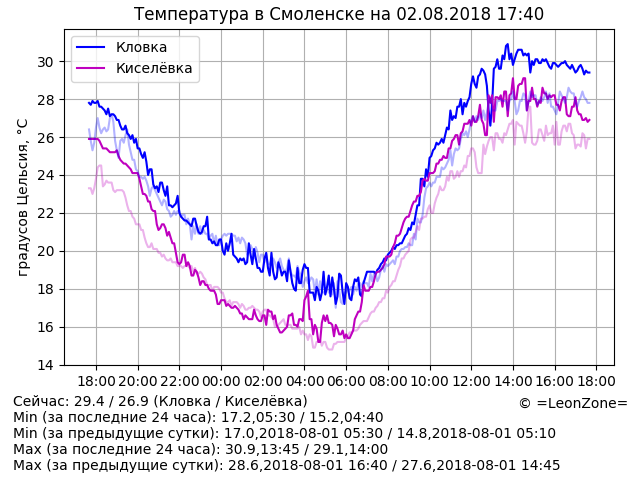 Температура в Смоленске на 02.08.2018 17:40
Кловка
Киселёвка
градусов Цельсия, °C
30
28
26
24
22
20
18
16
14
18:00 20:00 22:00 00:00 02:00 04:00 06:00 08:00 10:00 12:00 14:00 16:00 18:00
Сейчас: 29.4 / 26.9 (Кловка / Киселёвка)
© =LeonZone=
Min (за последние 24 часа): 17.2,05:30 / 15.2,04:40
Min (за предыдущие сутки): 17.0,2018-08-01 05:30 / 14.8,2018-08-01 05:10
Max (за последние 24 часа): 30.9,13:45 / 29.1,14:00
Max (за предыдущие сутки): 28.6,2018-08-01 16:40 / 27.6,2018-08-01 14:45